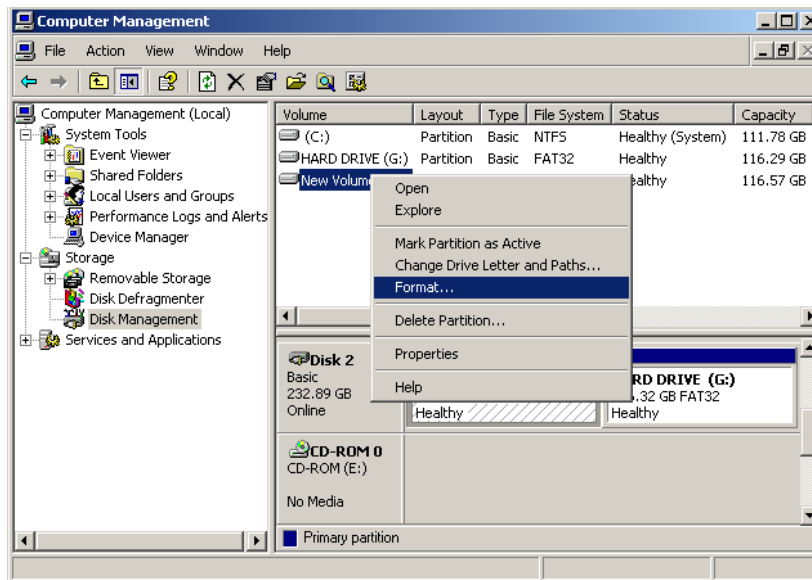 Computer Management
File Action View Window Help
Computer Management (Local)
System Tools
Event Viewer
Shared Folders
Local Users and Groups
Performance Logs and Alerts
Device Manager
Storage
Removable Storage
Disk Defragmenter
Disk Management
Services and Applications
Volume Layout Type File System Status Capacity
(C:) Partition Basic NTFS Healthy (System) 111.78 GB
HARD DRIVE (G:) Partition Basic FAT32 Healthy 116.29 GB
New Volume 116.57 GB
Open
Explore
Mark Partition as Active
Change Drive Letter and Paths...
Format...
Delete Partition...
Properties
Help
Disk 2
Basic
232.89 GB
Online
Healthy
DRIVE (G:)
GB FAT32
Healthy
CD-ROM 0
CD-ROM (E:)
No Media
Primary partition